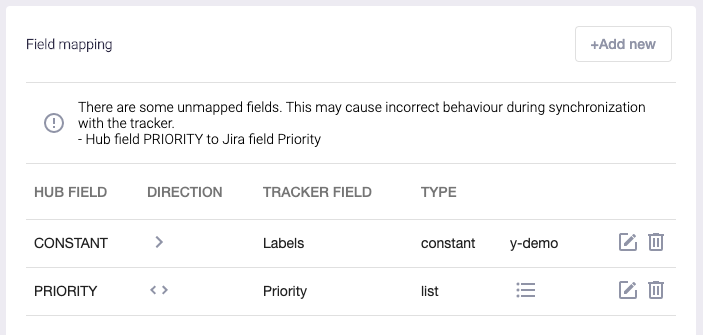 Field mapping
+Add new
There are some unmapped fields. This may cause incorrect behaviour during synchronization
with the tracker.
- Hub field PRIORITY to Jira field Priority
HUB FIELD DIRECTION TRACKER FIELD TYPE
CONSTANT > Labels constant y-demo
PRIORITY < > Priority list